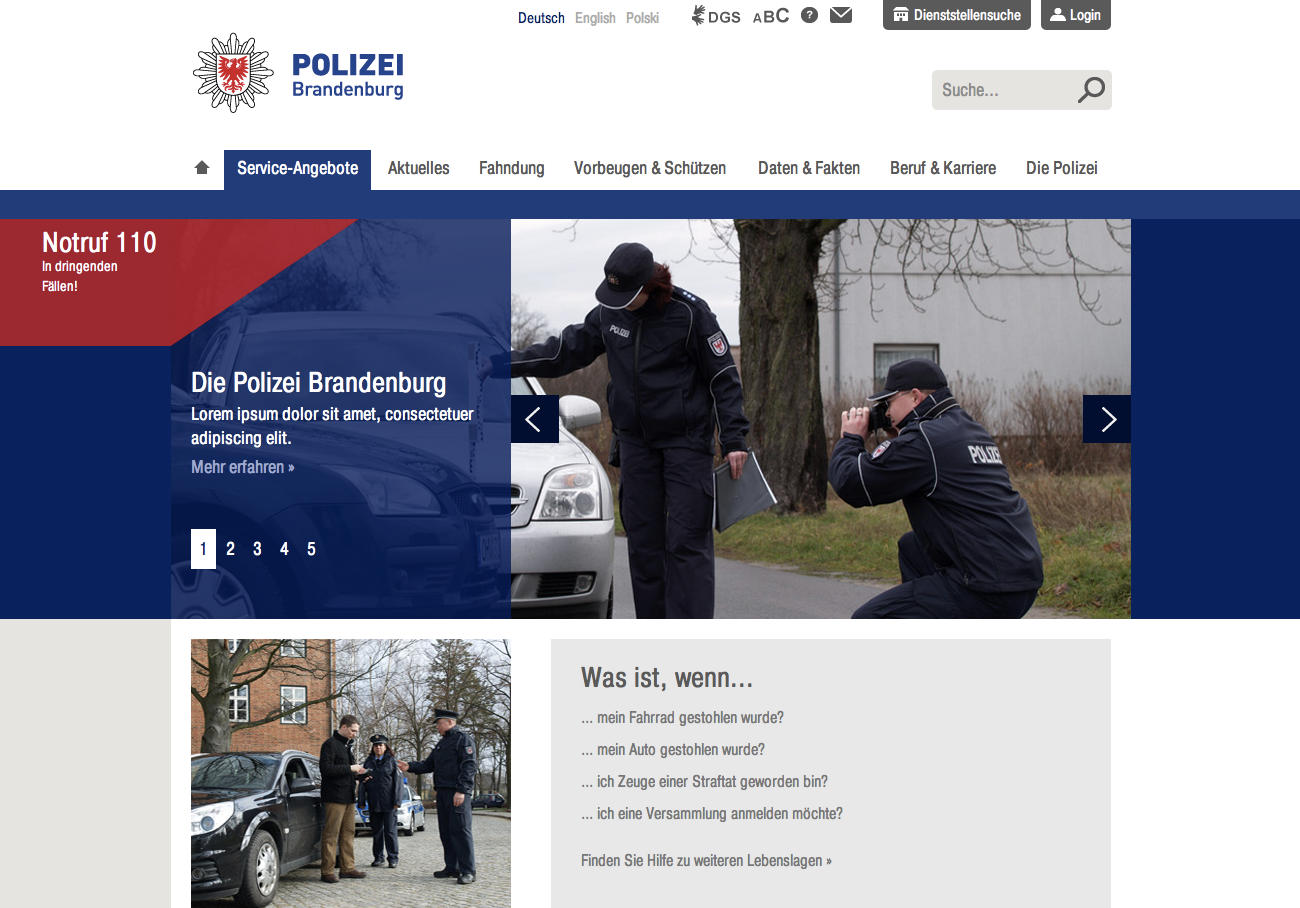 Deutsch English Polski DGS ABC ? Dienststellensuche Login
POLIZEI
Brandenburg
Suche...
Service-Angebote Aktuelles Fahndung Vorbeugen & Schützen Daten & Fakten Beruf & Karriere Die Polizei
Notruf 110
In dringenden
Fällen!
POLIZEI
POLIZEI
Die Polizei Brandenburg
Lorem ipsum dolor sit amet, consectetuer
adipiscing elit.
Mehr erfahren »
1 2 3 4 5
Was ist, wenn...
... mein Fahrrad gestohlen wurde?
... mein Auto gestohlen wurde?
... ich Zeuge einer Straftat geworden bin?
... ich eine Versammlung anmelden möchte?
Finden Sie Hilfe zu weiteren Lebenslagen »